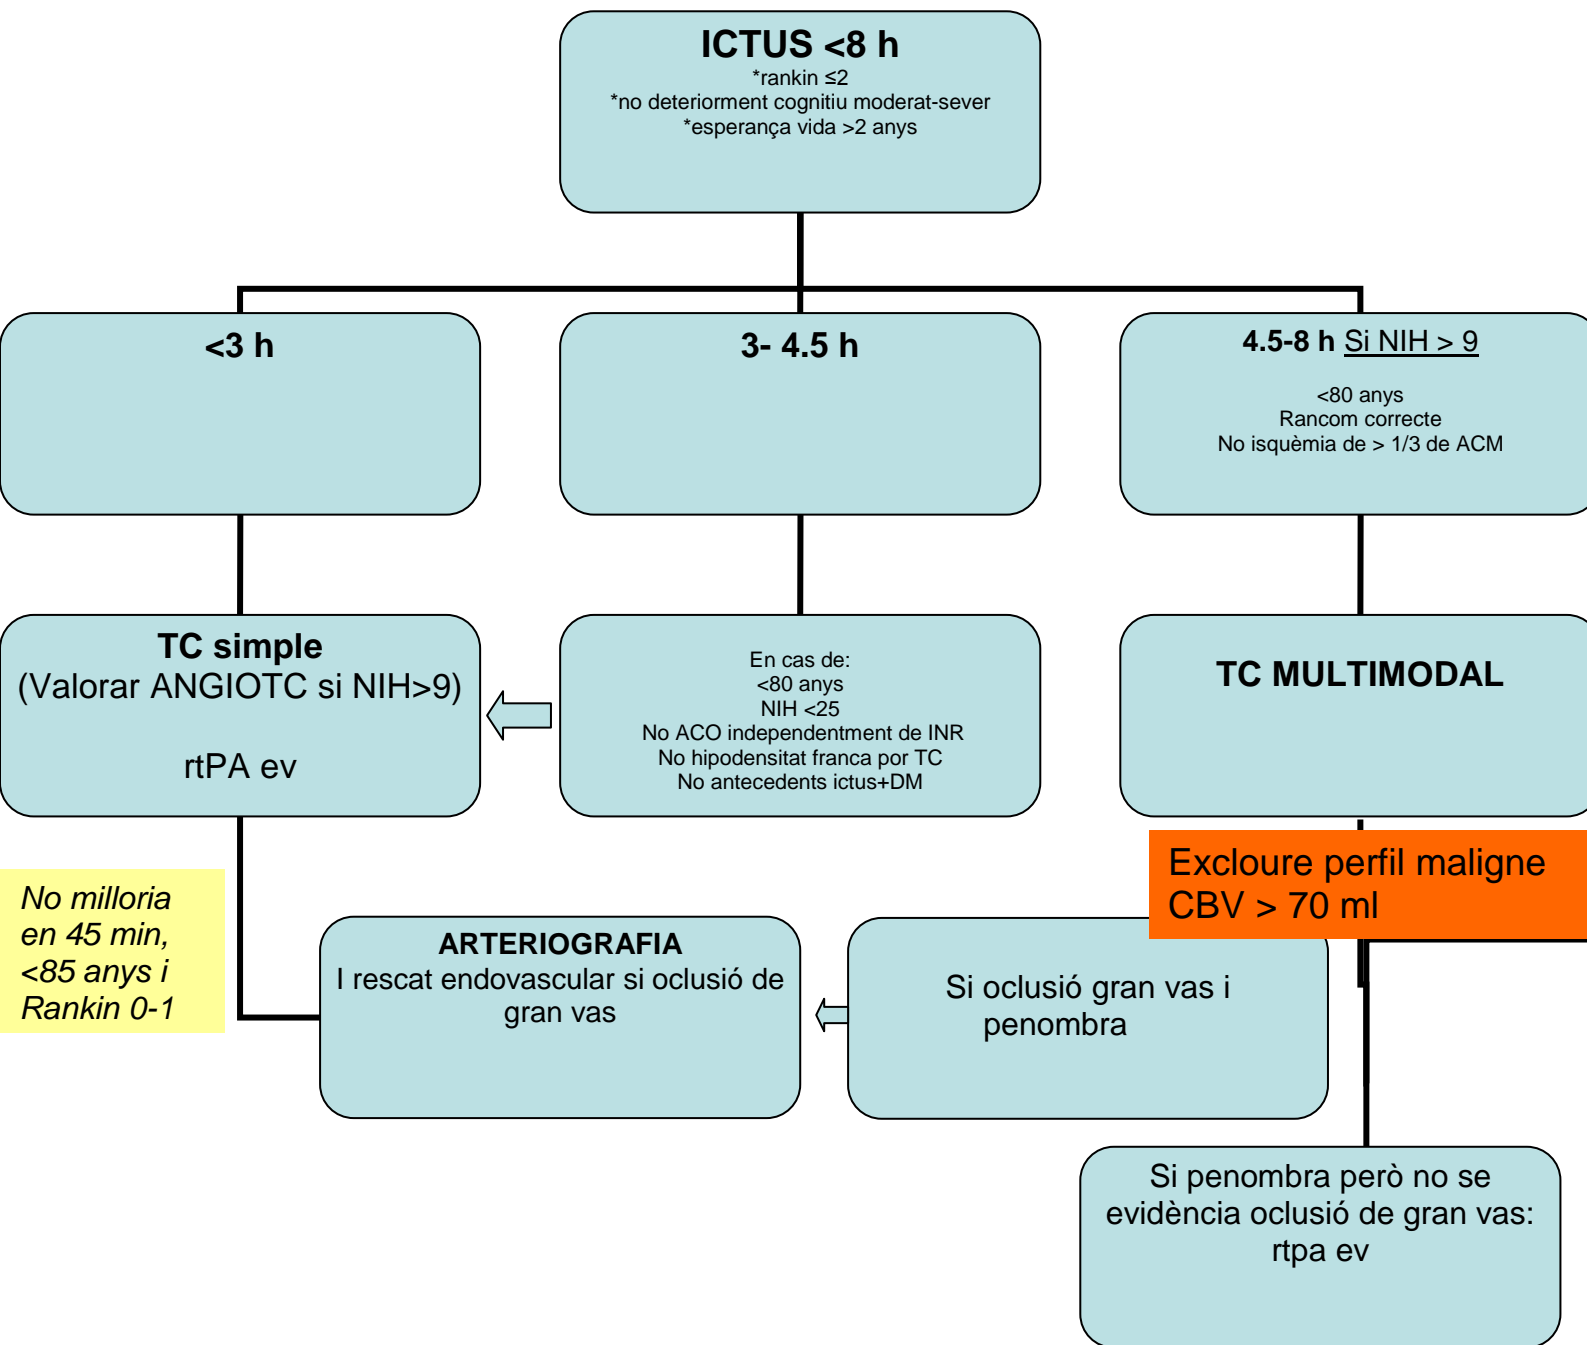 ICTUS <8 h
*rankin ≤2
*no deteriorment cognitiu moderat-sever
*esperança vida >2 anys
<3 h
3- 4.5 h
4.5-8 h Si NIH > 9
<80 anys
Rancom correcte
No isquèmia de > 1/3 de ACM
TC simple
(Valorar ANGIOTC si NIH>9)
rtPA ev
En cas de:
<80 anys
NIH <25
No ACO independentment de INR
No hipodensitat franca por TC
No antecedents ictus+DM
TC MULTIMODAL
Excloure perfil maligne
CBV > 70 ml
No milloria
en 45 min,
<85 anys i
Rankin 0-1
ARTERIOGRAFIA
I rescat endovascular si oclusió de
gran vas
Si oclusió gran vas i
penombra
Si penombra però no se
evidència oclusió de gran vas:
rtpa ev